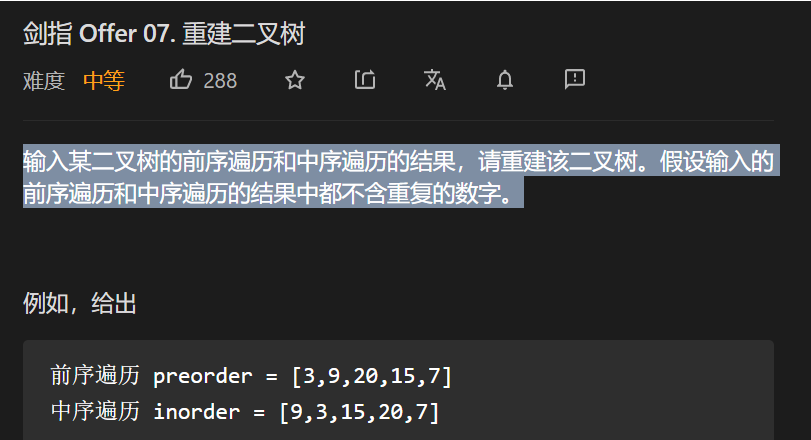 剑指 Offer 07. 重建二叉树
难度 中等 288
输入某二叉树的前序遍历和中序遍历的结果，请重建该二叉树。假设输入的
前序遍历和中序遍历的结果中都不含重复的数字。
例如，给出
前序遍历 preorder = [3,9,20,15,7]
中序遍历 inorder = [9,3,15,20,7]